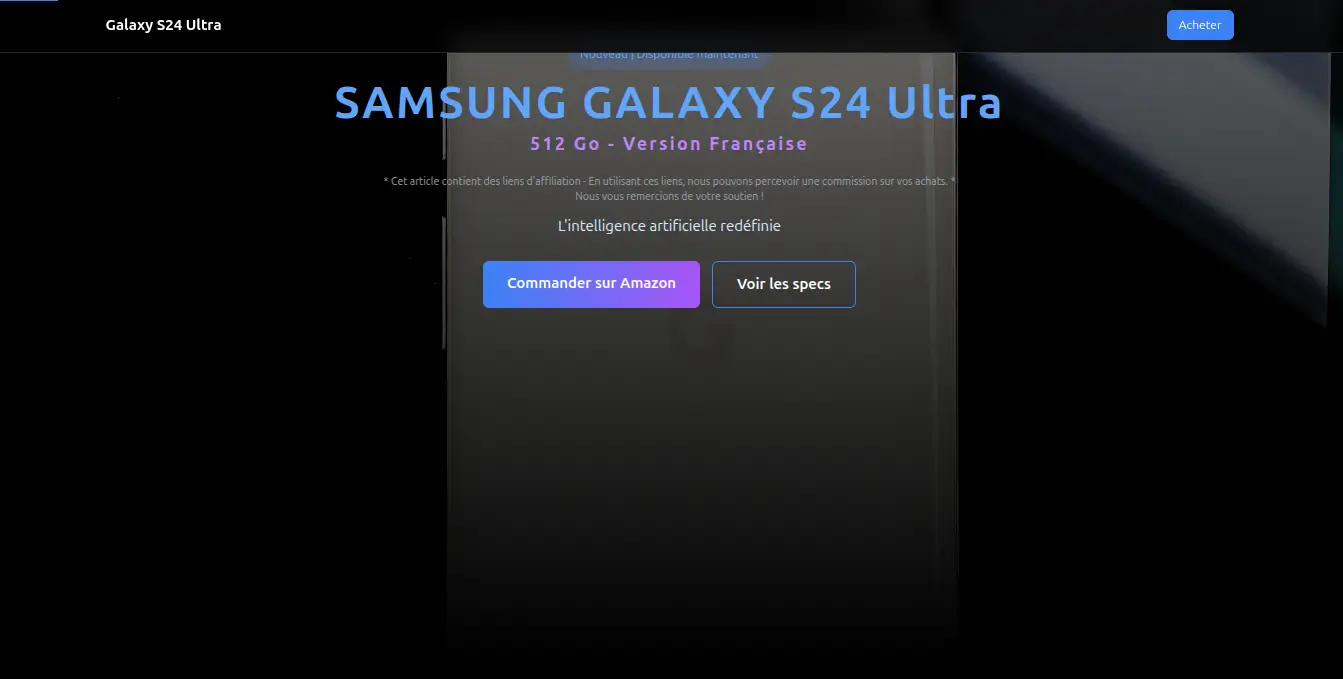 Galaxy S24 Ultra
Acheter
Nouveau | Disponible maintenant
SAMSUNG GALAXY S24 Ultra
512 Go - Version Française
* Cet article contient des liens d'affiliation - En utilisant ces liens, nous pouvons percevoir une commission sur vos achats. *
Nous vous remercions de votre soutien !
L'intelligence artificielle redéfinie
Commander sur Amazon
Voir les specs